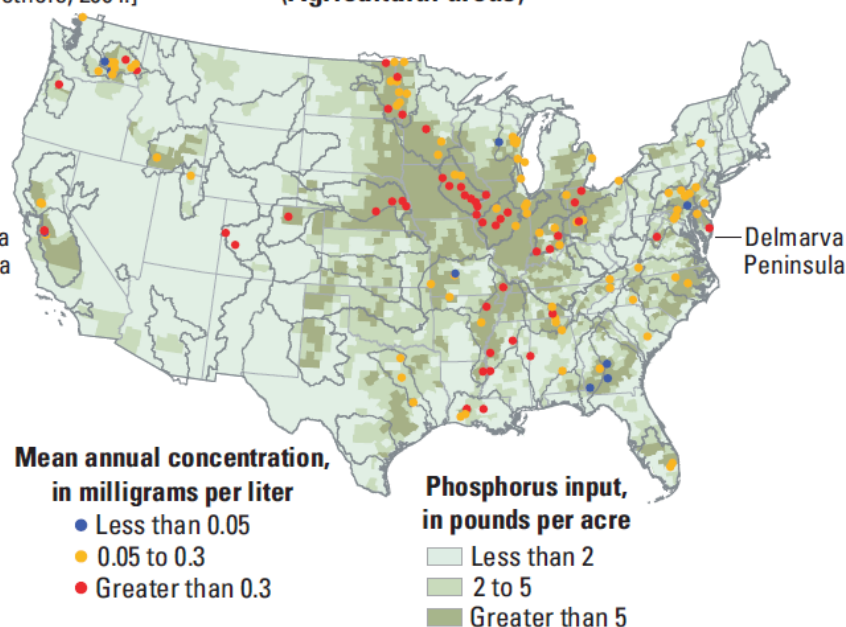 Delmarva
Peninsula
a
a
Mean annual concentration,
in milligrams per liter
Less than 0.05
0.05 to 0.3
Greater than 0.3
Phosphorus input,
in pounds per acre
Less than 2
2 to 5
Greater than 5